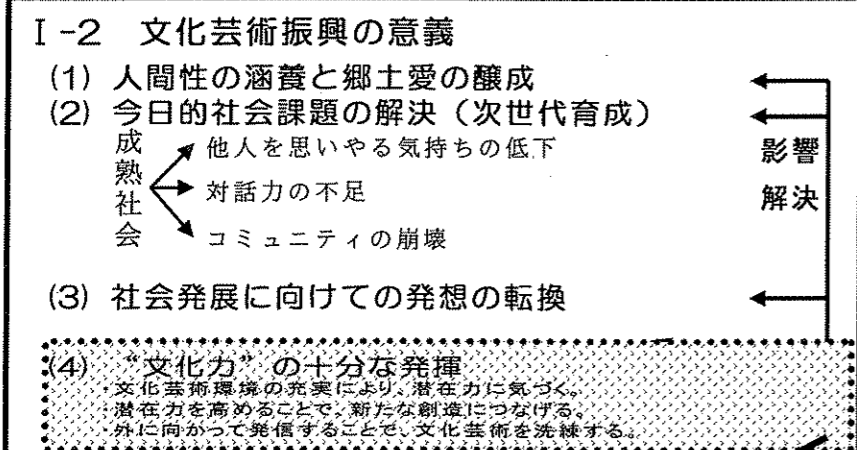 Ⅰ-2 文化芸術振興の意義
(1) 人間性の涵養と郷土愛の醸成
(2) 今日的社会課題の解決（次世代育成）
成熟社会
他人を思いやる気持ちの低下
対話力の不足
コミュニティの崩壊
影響
解決
(3) 社会発展に向けての発想の転換
(4) “文化力”の十分な発揮
・文化芸術環境の充実により、潜在力に気づく。
・潜在力を高めることで、新たな創造につなげる。
・外に向かって発信することで、文化芸術を洗練する。